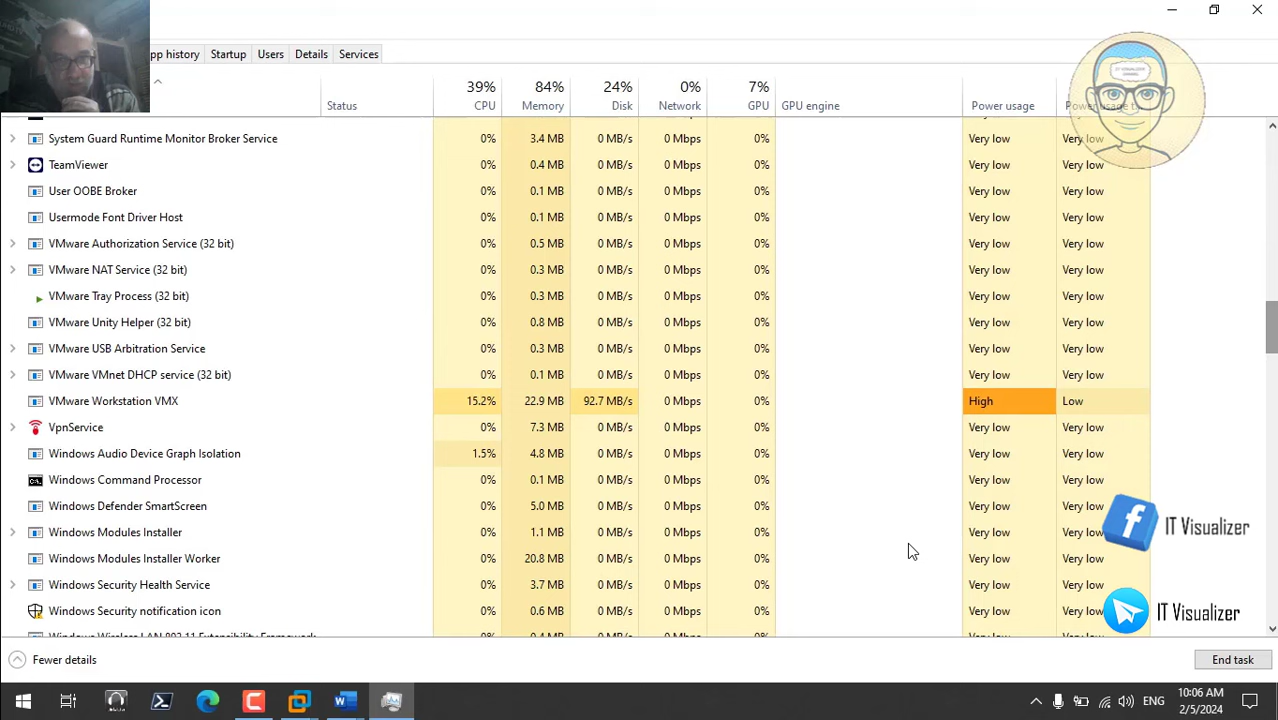 pp history Startup Users Details Services
39% 84% 24% 0% 7%
Status CPU Memory Disk Network GPU GPU engine Power usage Power usage t...
System Guard Runtime Monitor Broker Service 0% 3.4 MB 0 MB/s 0 Mbps 0% Very low Very low
TeamViewer 0% 0.4 MB 0 MB/s 0 Mbps 0% Very low Very low
User OOBE Broker 0% 0.1 MB 0 MB/s 0 Mbps 0% Very low Very low
Usermode Font Driver Host 0% 0.1 MB 0 MB/s 0 Mbps 0% Very low Very low
VMware Authorization Service (32 bit) 0% 0.5 MB 0 MB/s 0 Mbps 0% Very low Very low
VMware NAT Service (32 bit) 0% 0.3 MB 0 MB/s 0 Mbps 0% Very low Very low
VMware Tray Process (32 bit) 0% 0.3 MB 0 MB/s 0 Mbps 0% Very low Very low
VMware Unity Helper (32 bit) 0% 0.8 MB 0 MB/s 0 Mbps 0% Very low Very low
VMware USB Arbitration Service 0% 0.3 MB 0 MB/s 0 Mbps 0% Very low Very low
VMware VMnet DHCP service (32 bit) 0% 0.1 MB 0 MB/s 0 Mbps 0% Very low Very low
VMware Workstation VMX 15.2% 22.9 MB 92.7 MB/s 0 Mbps 0% High Low
VpnService 0% 7.3 MB 0 MB/s 0 Mbps 0% Very low Very low
Windows Audio Device Graph Isolation 1.5% 4.8 MB 0 MB/s 0 Mbps 0% Very low Very low
Windows Command Processor 0% 0.1 MB 0 MB/s 0 Mbps 0% Very low Very low
Windows Defender SmartScreen 0% 5.0 MB 0 MB/s 0 Mbps 0% Very low Very low
Windows Modules Installer 0% 1.1 MB 0 MB/s 0 Mbps 0% Very low Very low
IT Visualizer
Windows Modules Installer Worker 0% 20.8 MB 0 MB/s 0 Mbps 0% Very low Very low
Windows Security Health Service 0% 3.7 MB 0 MB/s 0 Mbps 0% Very low Very low
Windows Security notification icon 0% 0.6 MB 0 MB/s 0 Mbps 0% Very low Very low
IT Visualizer
Windows Wireless LAN 802.11 Extensibility Framework
Fewer details End task
ENG 10:06 AM
2/5/2024